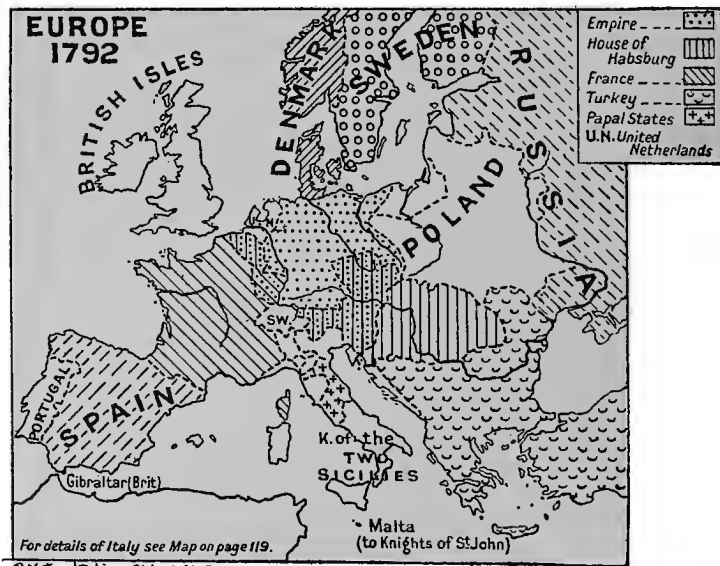 EUROPE
1792
Empire
House of
Habsburg
France
Turkey
Papal States
U.N. United
Netherlands
BRITISH ISLES
DENMARK
SWEDEN
RUSSIA
POLAND
U.N.
SW.
PORTUGAL
SPAIN
K. of the
TWO
SICILIES
Gibraltar (Brit)
Malta
(to Knights of St John)
For details of Italy see Map on page 119.